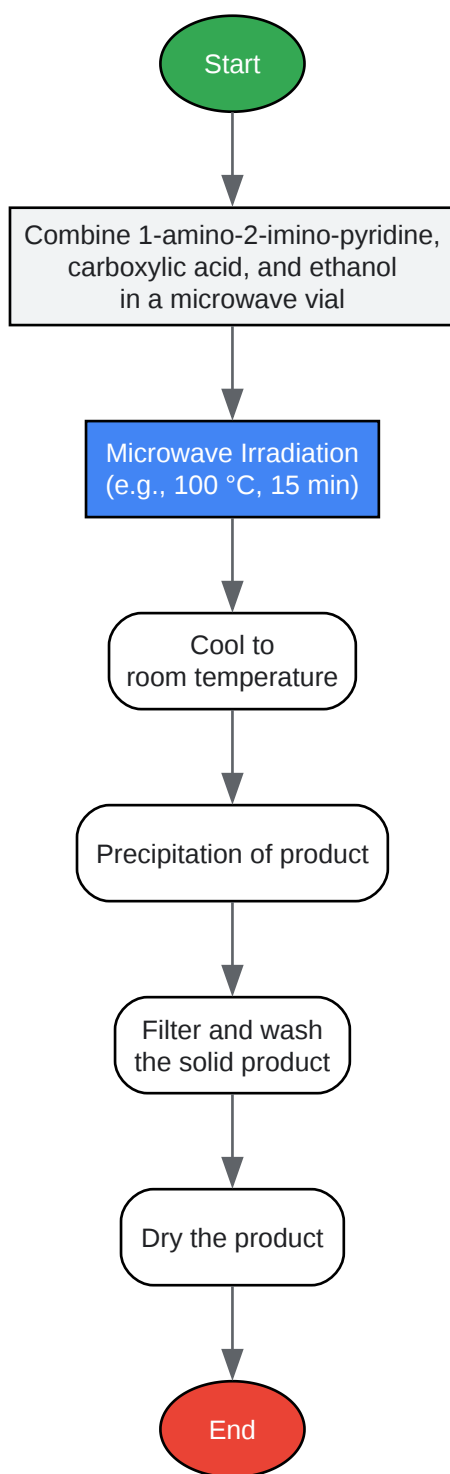 Start
Combine 1-amino-2-imino-pyridine,
carboxylic acid, and ethanol
in a microwave vial
Microwave Irradiation
(e.g., 100 °C, 15 min)
Cool to
room temperature
Precipitation of product
Filter and wash
the solid product
Dry the product
End